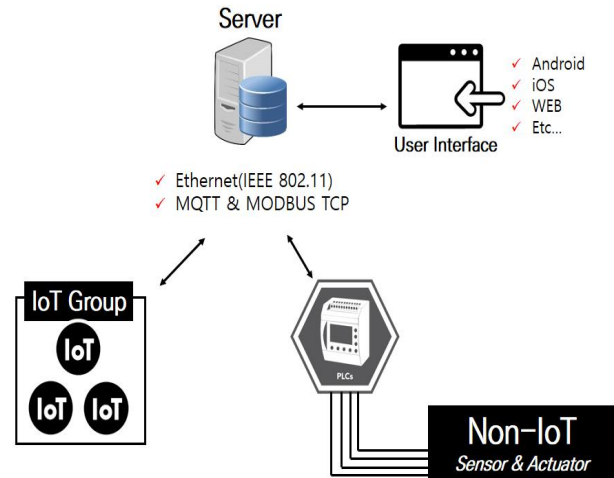 Server
Android
iOS
WEB
Etc...
User Interface
Ethernet(IEEE 802.11)
MQTT & MODBUS TCP
IoT Group
IoT
IoT
IoT
PLCs
Non-IoT
Sensor & Actuator